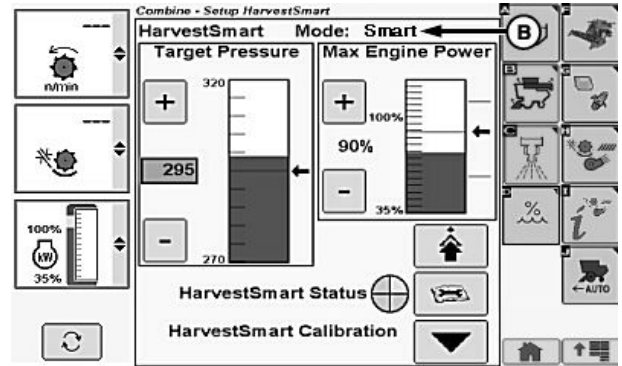 Combine - Setup HarvestSmart
HarvestSmart Mode: Smart
B
Target Pressure
Max Engine Power
320
+
295
-
270
+
100%
90%
-
35%
---
n/min
---
100%
kW
35%
HarvestSmart Status
HarvestSmart Calibration
%
i
←AUTO